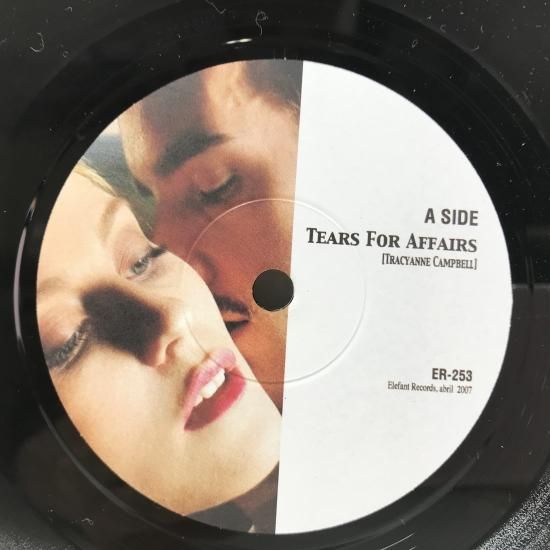 A SIDE
TEARS FOR AFFAIRS
[TRACYANNE CAMPBELL]
ER-253
Elefant Records, abril 2007